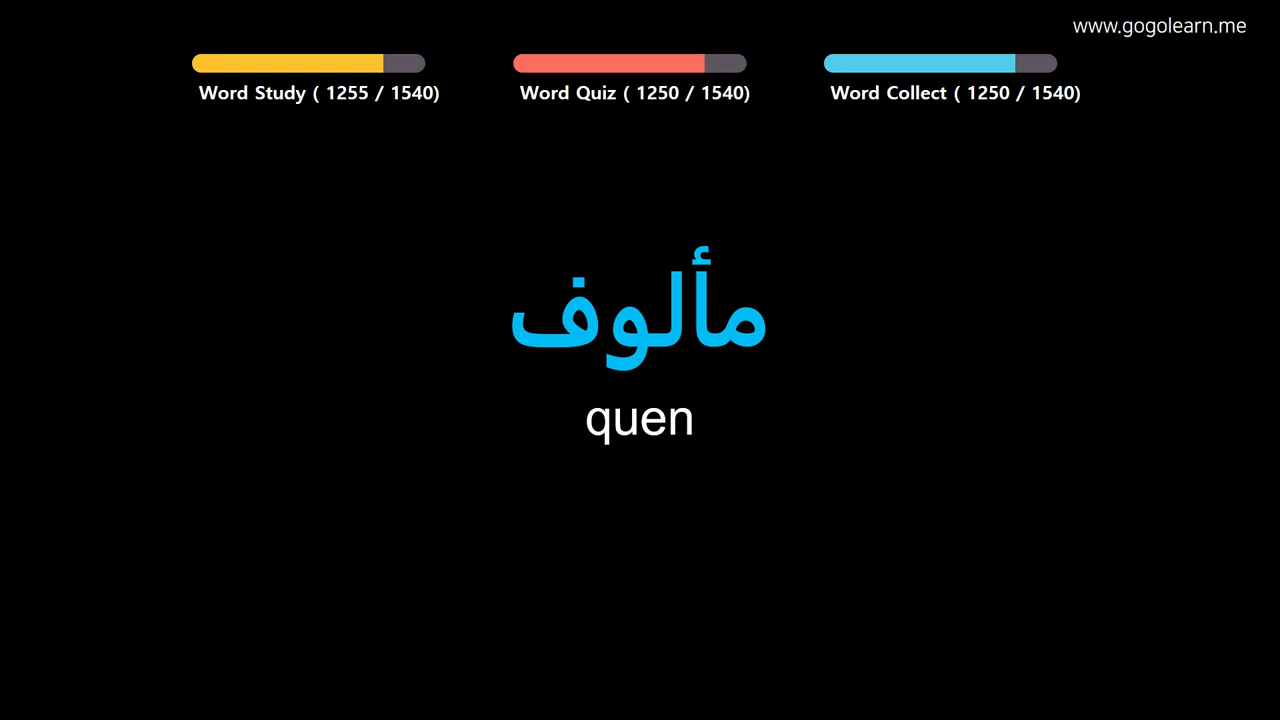 www.gogolearn.me
Word Study ( 1255 / 1540)
Word Quiz ( 1250 / 1540)
Word Collect ( 1250 / 1540)
مألوف
quen